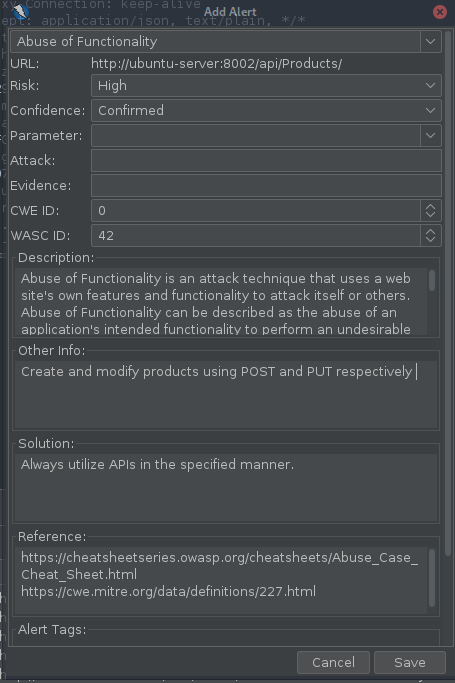 xy Connection: keep-alive
Add Alert
ept: application/json, text/plain, */*
Abuse of Functionality
URL: http://ubuntu-server:8002/api/Products/
Risk: High
Confidence: Confirmed
Parameter:
Attack:
Evidence:
CWE ID: 0
WASC ID: 42
Description:
Abuse of Functionality is an attack technique that uses a web
site's own features and functionality to attack itself or others.
Abuse of Functionality can be described as the abuse of an
application's intended functionality to perform an undesirable
Other Info:
Create and modify products using POST and PUT respectively
Solution:
Always utilize APIs in the specified manner.
Reference:
https://cheatsheetseries.owasp.org/cheatsheets/Abuse_Case_
Cheat_Sheet.html
https://cwe.mitre.org/data/definitions/227.html
Alert Tags:
Cancel Save